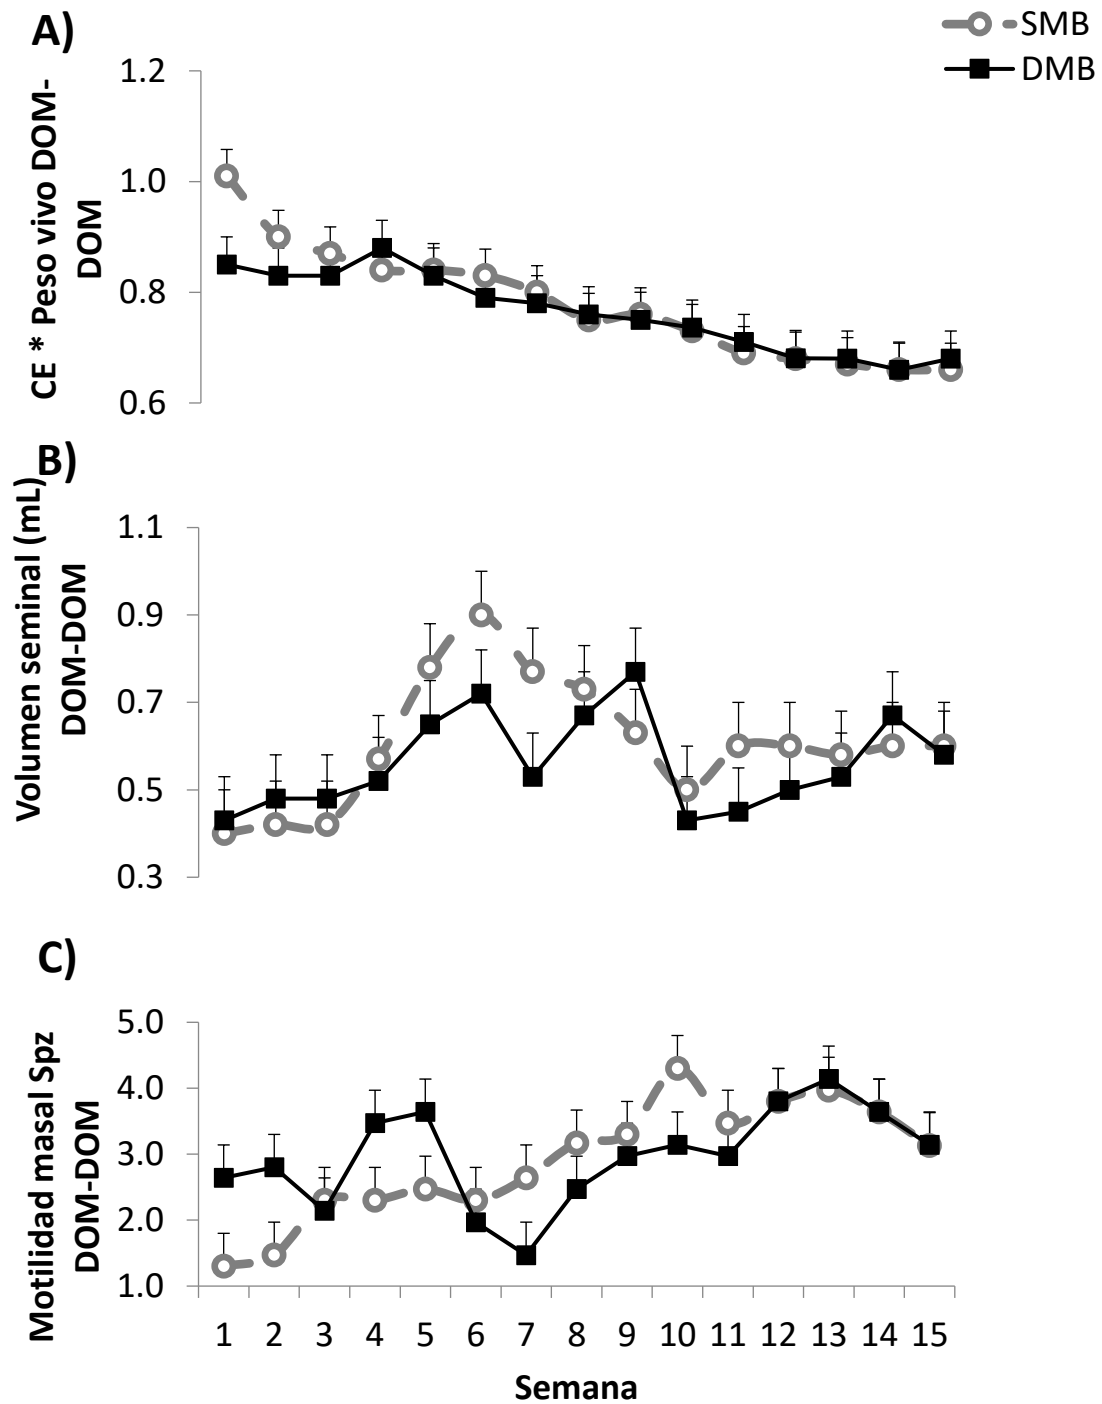 A)
SMB
DMB
CE * Peso vivo DOM-
DOM
1.2
1.0
0.8
0.6
B)
Volumen seminal (mL)
DOM-DOM
1.1
0.9
0.7
0.5
0.3
C)
Motilidad masal Spz
DOM-DOM
5.0
4.0
3.0
2.0
1.0
1 2 3 4 5 6 7 8 9 10 11 12 13 14 15
Semana